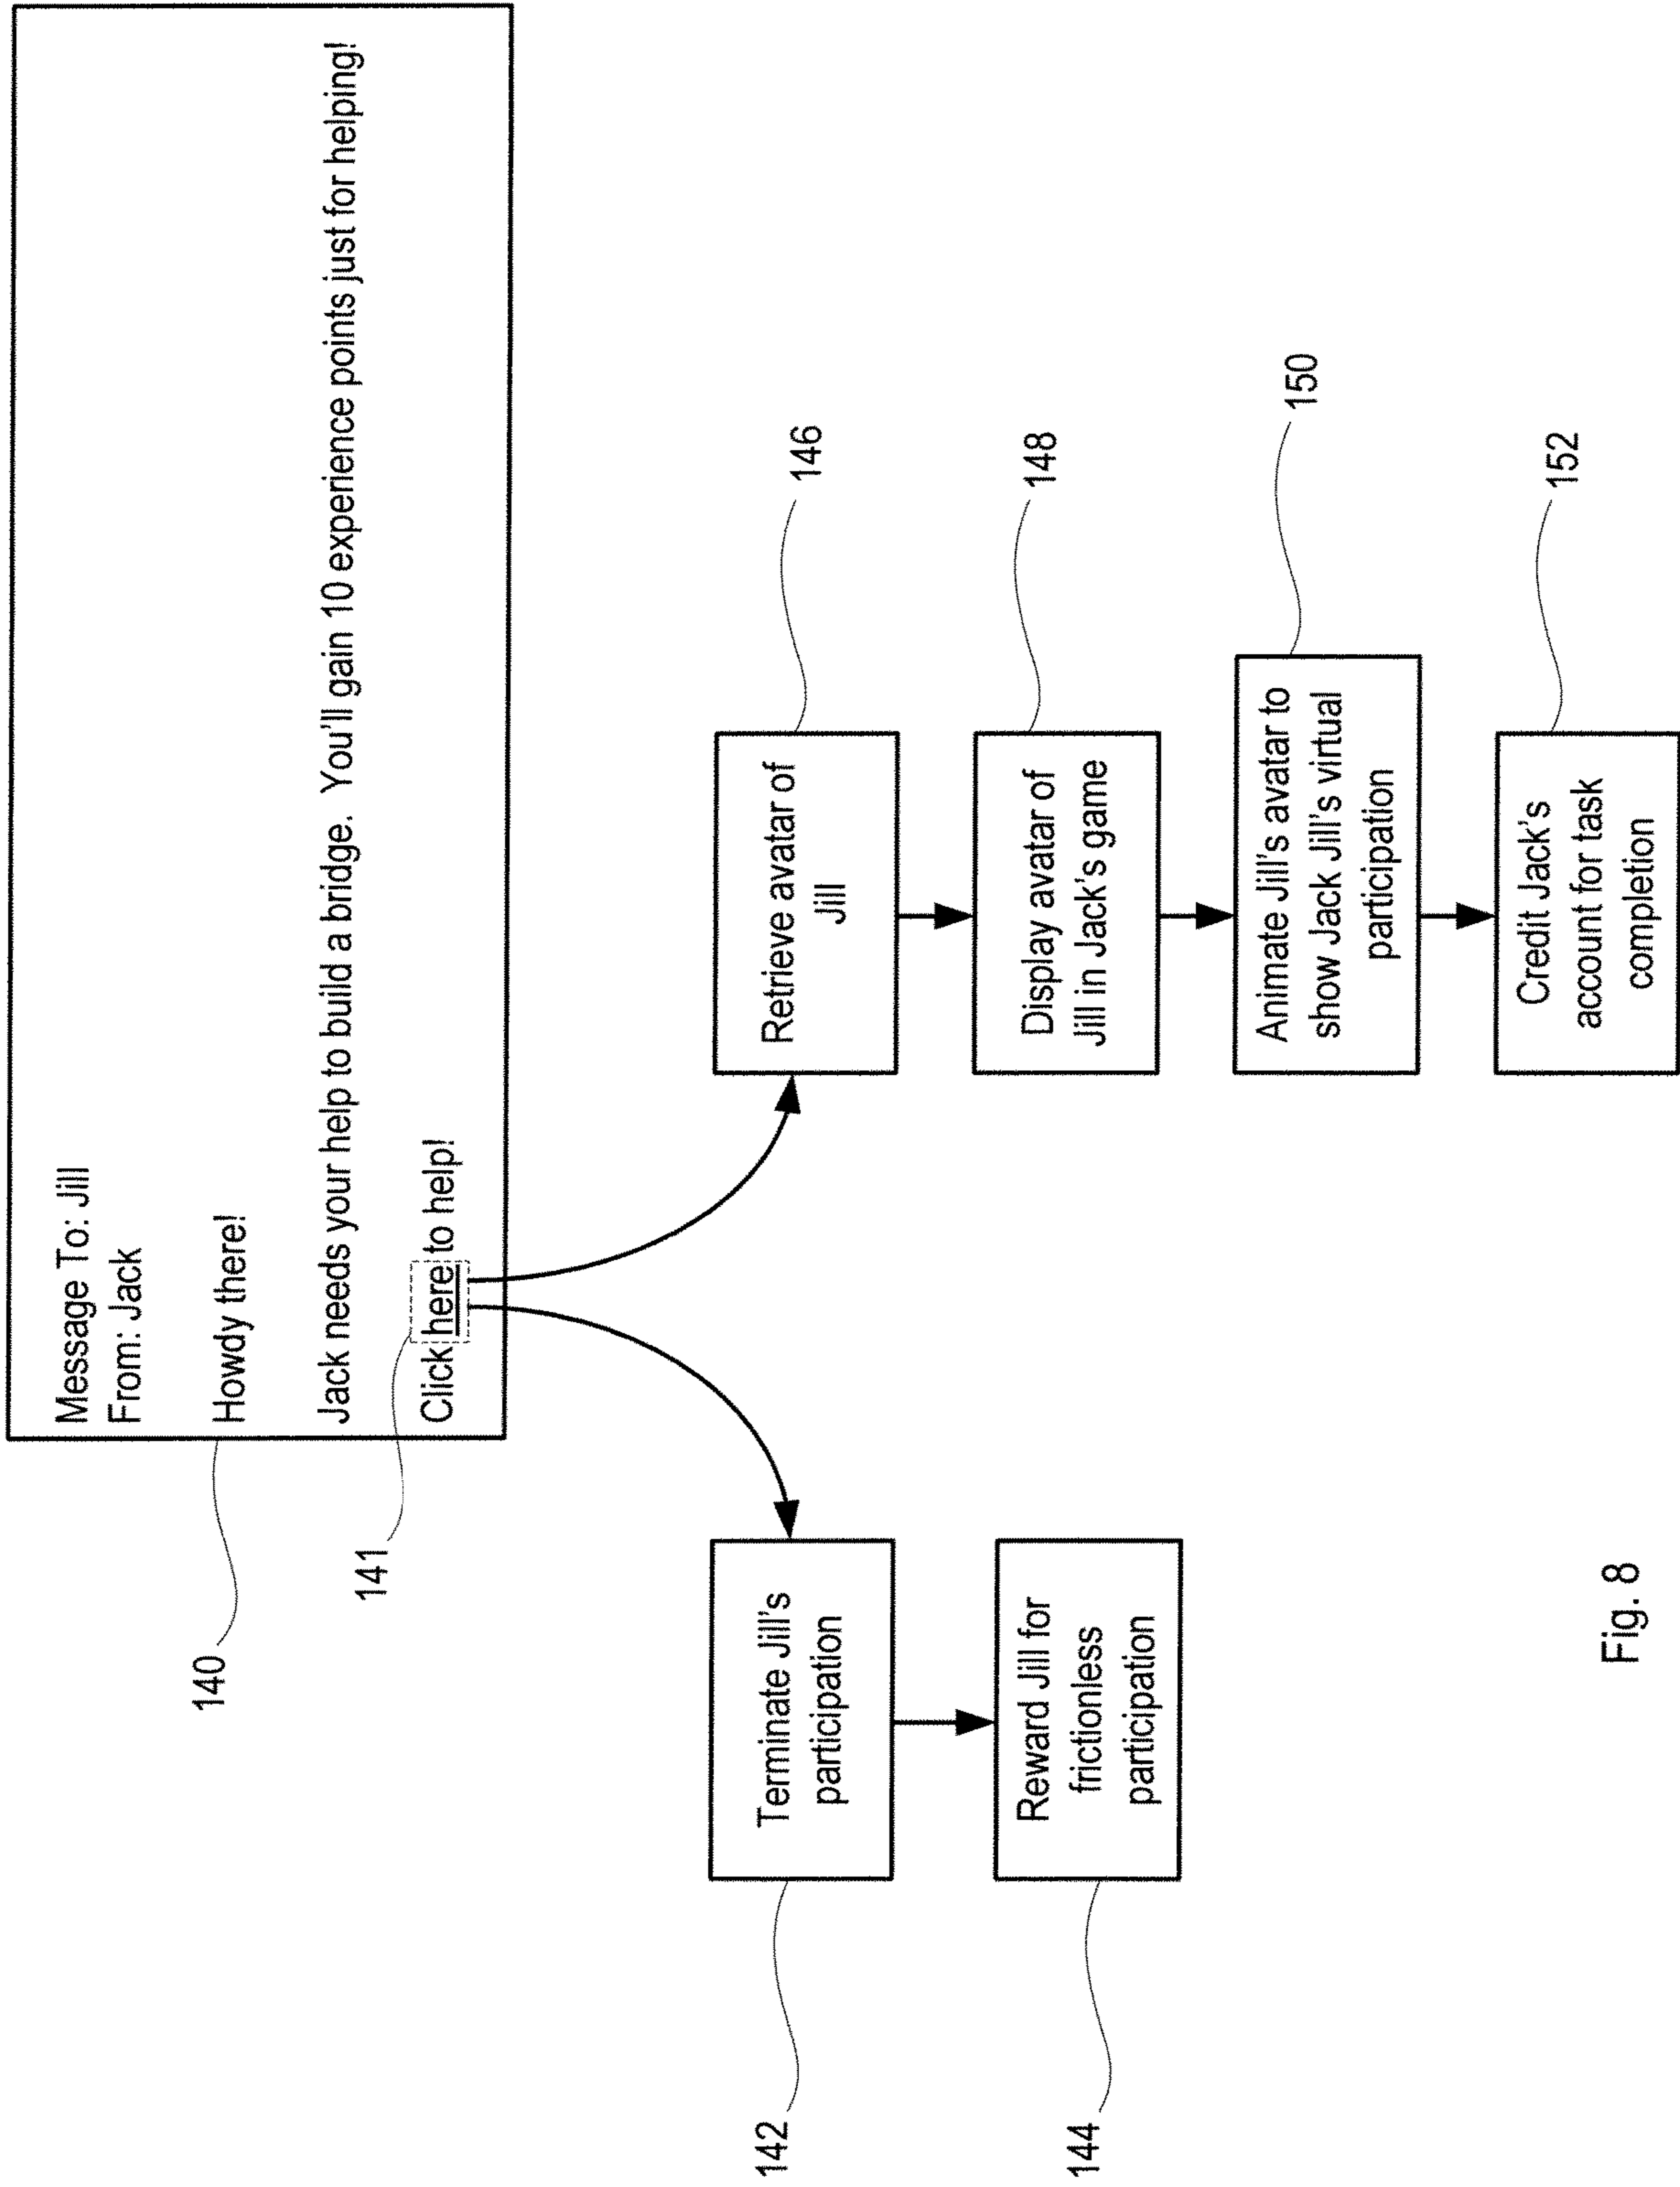 Message To: Jill
From: Jack
Howdy there!
Jack needs your help to build a bridge. You'll gain 10 experience points just for helping!
Click here to help!
140
141
Terminate Jill's
participation
142
Reward Jill for
frictionless
participation
144
Retrieve avatar of
Jill
146
Display avatar of
Jill in Jack's game
148
Animate Jill's avatar to
show Jack Jill's virtual
participation
150
Credit Jack's
account for task
completion
152
Fig. 8